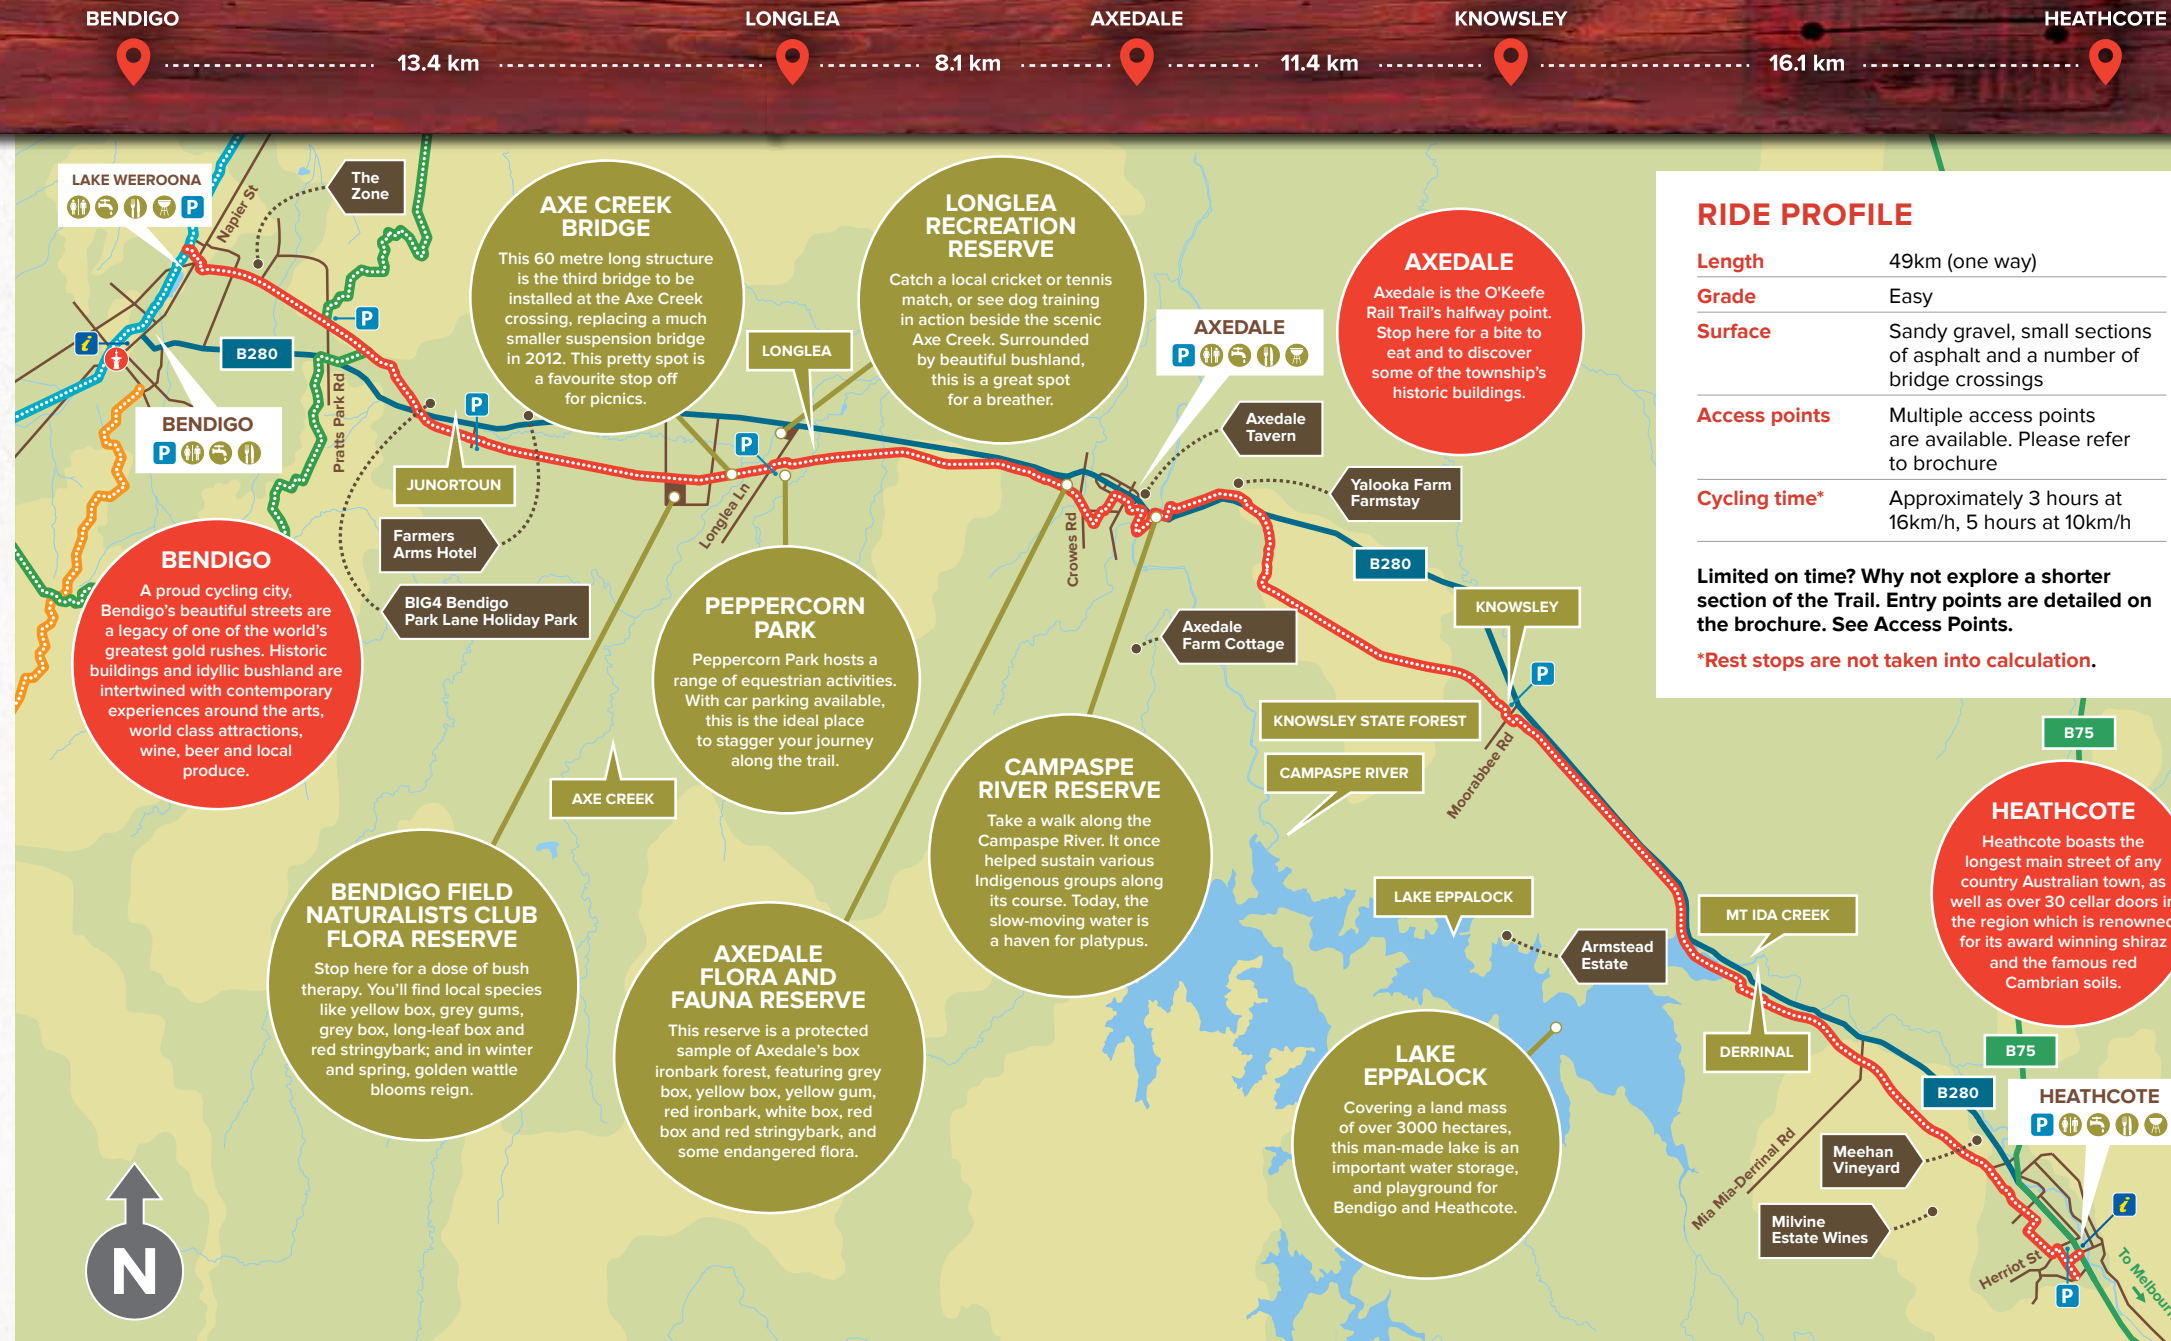 BENDIGO
LONGLEA
AXEDALE
KNOWSLEY
HEATHCOTE
13.4 km
8.1 km
11.4 km
16.1 km
LAKE WEEROONA
P
Napier St
The
Zone
P
B280
i
BENDIGO
P
Pratts Park Rd
AXE CREEK
BRIDGE
This 60 metre long structure
is the third bridge to be
installed at the Axe Creek
crossing, replacing a much
smaller suspension bridge
in 2012. This pretty spot is
a favourite stop off
for picnics.
LONGLEA
LONGLEA
RECREATION
RESERVE
Catch a local cricket or tennis
match, or see dog training
in action beside the scenic
Axe Creek. Surrounded
by beautiful bushland,
this is a great spot
for a breather.
AXEDALE
P
AXEDALE
Axedale is the O'Keefe
Rail Trail's halfway point.
Stop here for a bite to
eat and to discover
some of the township's
historic buildings.
RIDE PROFILE
Length 49km (one way)
Grade Easy
Surface Sandy gravel, small sections
of asphalt and a number of
bridge crossings
Access points Multiple access points
are available. Please refer
to brochure
Cycling time* Approximately 3 hours at
16km/h, 5 hours at 10km/h
Limited on time? Why not explore a shorter
section of the Trail. Entry points are detailed on
the brochure. See Access Points.
*Rest stops are not taken into calculation.
P
JUNORTOUN
Farmers
Arms Hotel
BIG4 Bendigo
Park Lane Holiday Park
P
Longlea Ln
Axedale
Tavern
Yalooka Farm
Farmstay
Crowes Rd
B280
KNOWSLEY
P
Axedale
Farm Cottage
BENDIGO
A proud cycling city,
Bendigo's beautiful streets are
a legacy of one of the world's
greatest gold rushes. Historic
buildings and idyllic bushland are
intertwined with contemporary
experiences around the arts,
world class attractions,
wine, beer and local
produce.
PEPPERCORN
PARK
Peppercorn Park hosts a
range of equestrian activities.
With car parking available,
this is the ideal place
to stagger your journey
along the trail.
AXE CREEK
CAMPASPE
RIVER RESERVE
Take a walk along the
Campaspe River. It once
helped sustain various
Indigenous groups along
its course. Today, the
slow-moving water is
a haven for platypus.
KNOWSLEY STATE FOREST
CAMPASPE RIVER
Moorabbee Rd
B75
HEATHCOTE
Heathcote boasts the
longest main street of any
country Australian town, as
well as over 30 cellar doors in
the region which is renowned
for its award winning shiraz
and the famous red
Cambrian soils.
BENDIGO FIELD
NATURALISTS CLUB
FLORA RESERVE
Stop here for a dose of bush
therapy. You'll find local species
like yellow box, grey gums,
grey box, long-leaf box and
red stringybark; and in winter
and spring, golden wattle
blooms reign.
AXEDALE
FLORA AND
FAUNA RESERVE
This reserve is a protected
sample of Axedale's box
ironbark forest, featuring grey
box, yellow box, yellow gum,
red ironbark, white box, red
box and red stringybark, and
some endangered flora.
LAKE EPPALOCK
Armstead
Estate
MT IDA CREEK
DERRINAL
LAKE
EPPALOCK
Covering a land mass
of over 3000 hectares,
this man-made lake is an
important water storage,
and playground for
Bendigo and Heathcote.
B75
B280
HEATHCOTE
P
Meehan
Vineyard
Mia Mia-Derrinal Rd
Milvine
Estate Wines
i
Herriot St
P
To
N